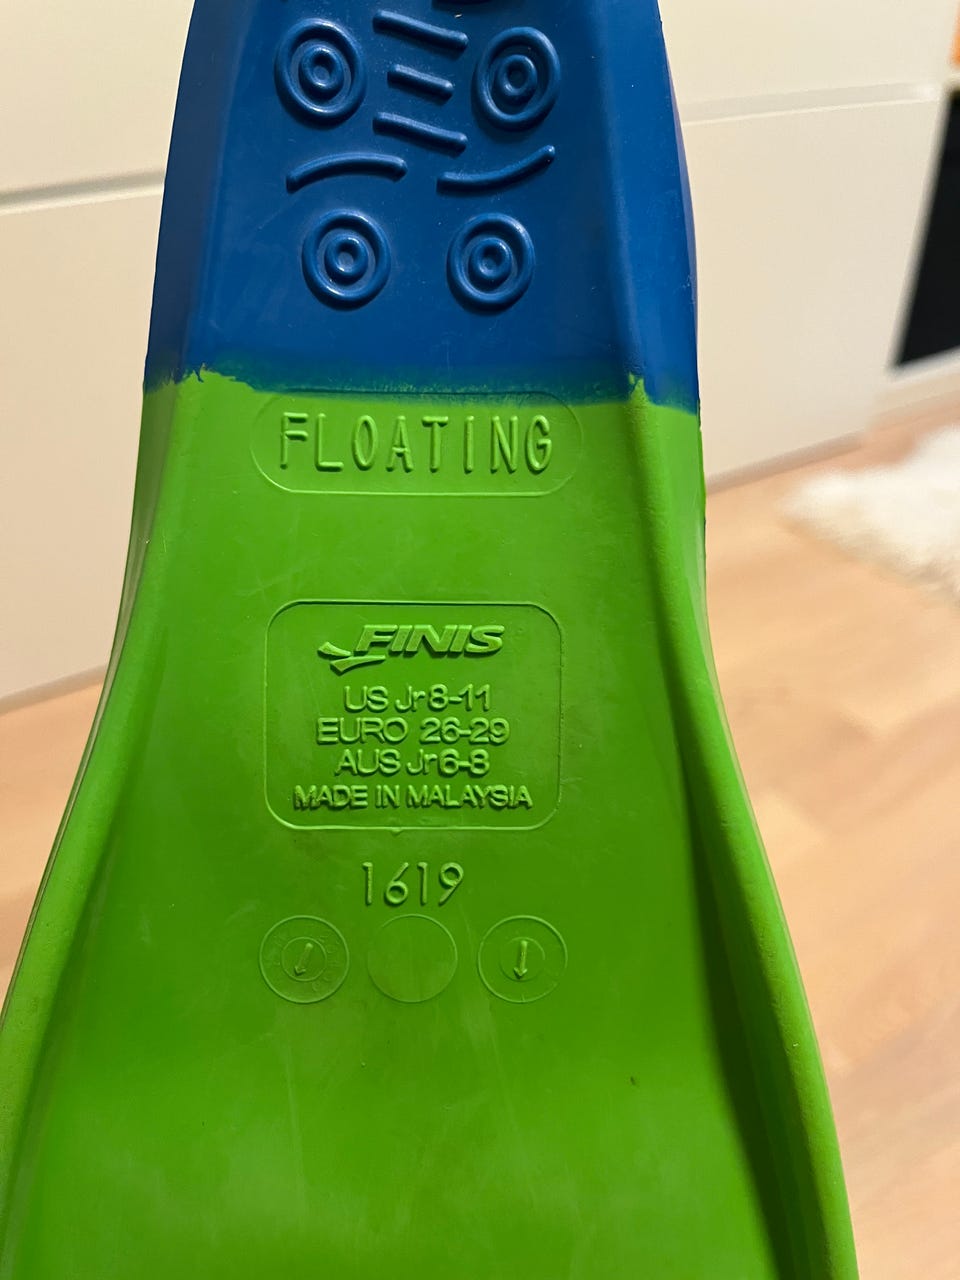 FLOATING
FINIS
US Jr 8-11
EURO 26-29
AUS Jr 6-8
MADE IN MALAYSIA
1619